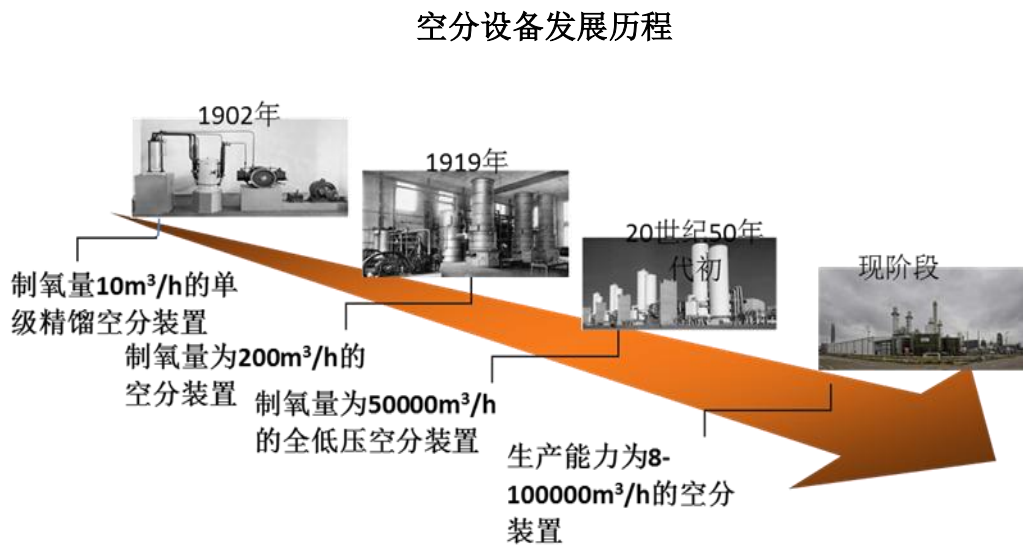 空分设备发展历程
1902年
1919年
20世纪50年
代初
现阶段
制氧量10m³/h的单
级精馏空分装置
制氧量为200m³/h的
空分装置
制氧量为50000m³/h
的全低压空分装置
生产能力为8-
100000m³/h的空分
装置